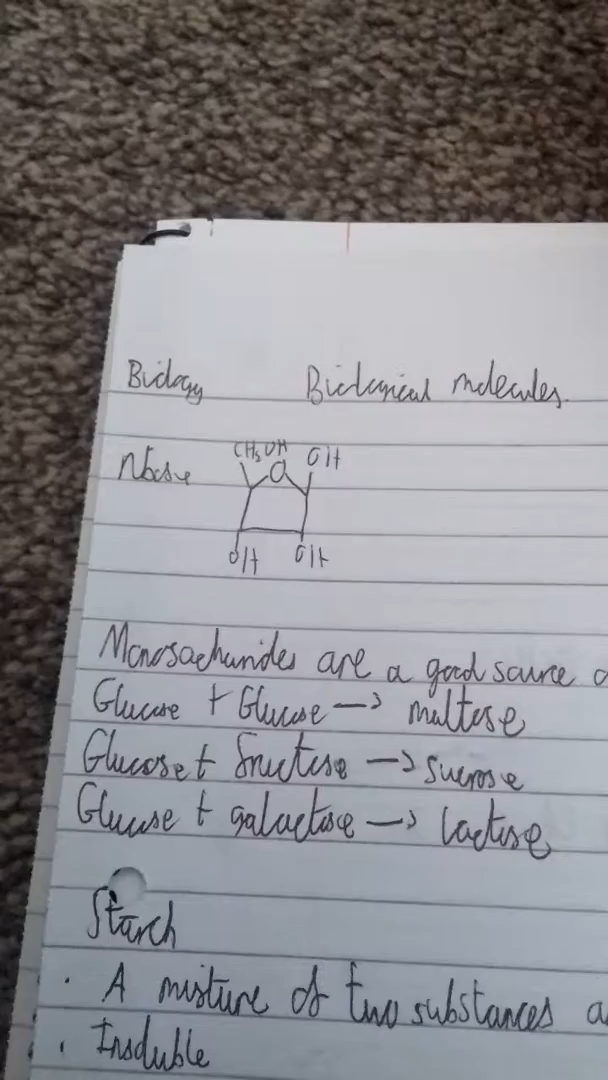 Biology Biological molecules.
CH₂OH O OH
Ribose
OH OH
Monosacharides are a good source
Glucose + Glucose → maltose
Glucose + fructose → sucrose
Glucose + galactose → lactose
Starch
· A mixture of two substances a
· Insoluble